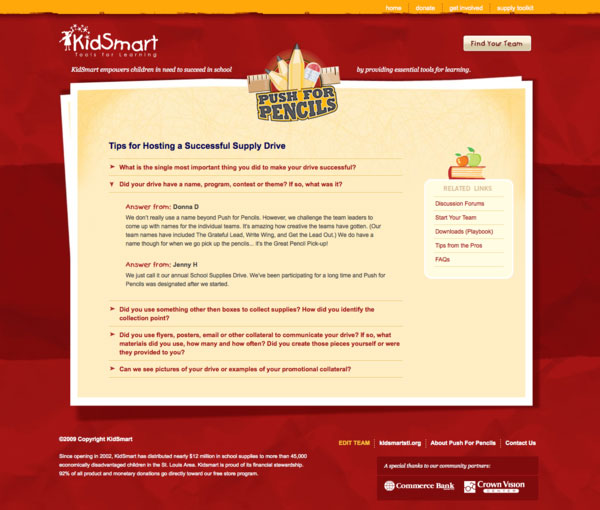 home
donate
get involved
supply toolkit
KidSmart
Tools for Learning
Find Your Team
KidSmart empowers children in need to succeed in school
by providing essential tools for learning.
PUSH FOR
PENCILS
Tips for Hosting a Successful Supply Drive
What is the single most important thing you did to make your drive successful?
Did your drive have a name, program, contest or theme? If so, what was it?
Answer from: Donna D
We don't really use a name beyond Push for Pencils. However, we challenge the team leaders to
come up with names for the individual teams. It's amazing how creative the teams have gotten. (Our
team names have included The Grateful Lead, Write Wing, and Get the Lead Out.) We do have a
name though for when we go pick up the pencils... it's the Great Pencil Pick-up!
Answer from: Jenny H
We just call it our annual School Supplies Drive. We've been participating for a long time and Push for
Pencils was designated after we started.
Did you use something other then boxes to collect supplies? How did you identify the
collection point?
Did you use flyers, posters, email or other collateral to communicate your drive? If so, what
materials did you use, how many and how often? Did you create those pieces yourself or were
they provided to you?
Can we see pictures of your drive or examples of your promotional collateral?
RELATED LINKS
Discussion Forums
Start Your Team
Downloads (Playbook)
Tips from the Pros
FAQs
©2009 Copyright KidSmart
Since opening in 2002, KidSmart has distributed nearly $12 million in school supplies to more than 45,000
economically disadvantaged children in the St. Louis Area. Kidsmart is proud of its financial stewardship.
92% of all product and monetary donations go directly toward our free store program.
EDIT TEAM
kidsmartstl.org
About Push For Pencils
Contact Us
A special thanks to our community partners:
Commerce Bank
Crown Vision
CENTER